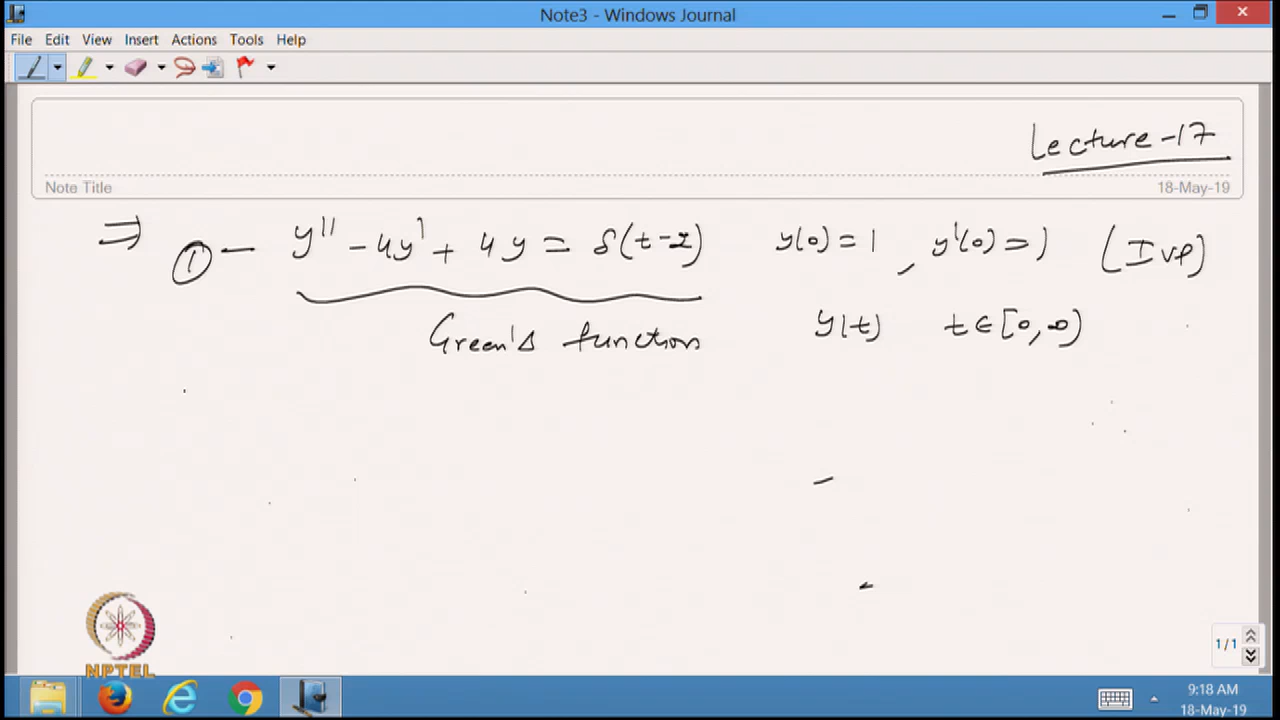 Note3 - Windows Journal
File Edit View Insert Actions Tools Help
Lecture-17
Note Title
18-May-19
⇒ ① — y'' - 4y' + 4y = δ(t-2) y(0) = 1, y'(0) = 1 (IVP)
Green's function y(t) t ∈ [0, ∞)
NPTEL
1 / 1
9:18 AM
18-May-19